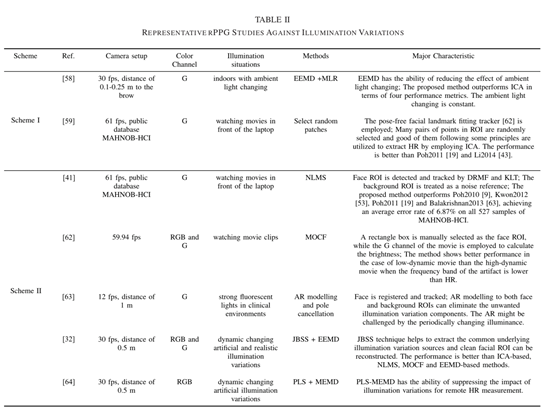 TABLE II
REPRESENTATIVE RPPG STUDIES AGAINST ILLUMINATION VARIATIONS
Scheme Ref. Camera setup Color Channel Illumination situations Methods Major Characteristic
Scheme I
[58] 30 fps, distance of 0.1-0.25 m to the brow G indoors with ambient light changing EEMD +MLR
EEMD has the ability of reducing the effect of ambient
light changing; The proposed method outperforms ICA in
terms of four performance metrics. The ambient light
changing is constant.
[59] 61 fps, public database MAHNOB-HCI G watching movies in front of the laptop Select random patches
The pose-free facial landmark fitting tracker [62] is
employed; Many pairs of points in ROI are randomly
selected and good of them following some principles are
utilized to extract HR by employing ICA. The performance
is better than Poh2011 [19] and Li2014 [43].
Scheme II
[41] 61 fps, public database MAHNOB-HCI G watching movies in front of the laptop NLMS
Face ROI is detected and tracked by DRMF and KLT; The
background ROI is treated as a noise reference; The
proposed method outperforms Poh2010 [9], Kwon2012
[53], Poh2011 [19] and Balakrishnan2013 [63], achieving
an average error rate of 6.87% on all 527 samples of
MAHNOB-HCI.
[62] 59.94 fps RGB and G watching movie clips MOCF
A rectangle box is manually selected as the face ROI,
while the G channel of the movie is employed to calculate
the brightness; The method shows better performance in
the case of low-dynamic movie than the high-dynamic
movie when the frequency band of the artifact is lower
than HR.
[63] 12 fps, distance of 1 m G strong fluorescent lights in clinical environments AR modelling and pole cancellation
Face is registered and tracked; AR modelling to both face
and background ROIs can eliminate the unwanted
illumination variation components. The AR might be
challenged by the periodically changing illuminance.
[32] 30 fps, distance of 0.5 m RGB and G dynamic changing artificial and realistic illumination variations JBSS + EEMD
JBSS technique helps to extract the common underlying
illumination variation sources and clean facial ROI can be
reconstructed. The performance is better than ICA-based,
NLMS, MOCF and EEMD-based methods.
[64] 30 fps, distance of 0.5 m RGB dynamic changing artificial illumination variations PLS + MEMD
PLS-MEMD has the ability of suppressing the impact of
illumination variations for remote HR measurement.